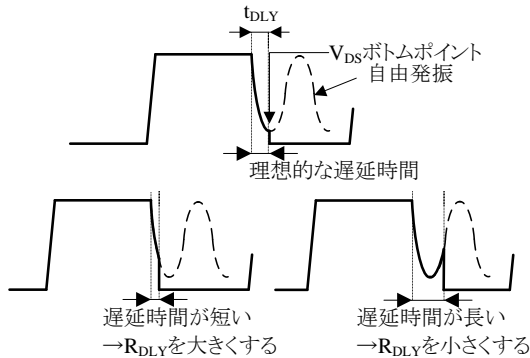 tDLY
VDSボトムポイント
自由発振
理想的な遅延時間
遅延時間が短い
→RDLYを大きくする
遅延時間が長い
→RDLYを小さくする